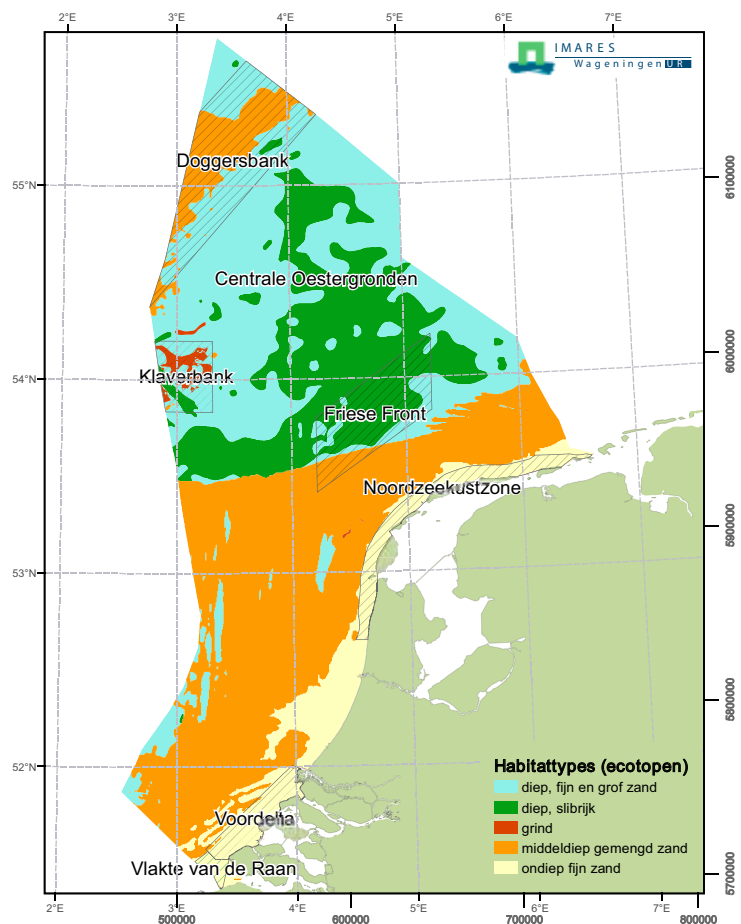 2°E 3°E 4°E 5°E 6°E 7°E
IMARES
Wageningen UR
Doggersbank
55°N
6100000
Centrale Oestergronden
6000000
54°N
Klaverbank
Friese Front
Noordzeekustzone
5900000
53°N
5800000
52°N
Habitattypes (ecotopen)
diep, fijn en grof zand
diep, slibrijk
grind
middeldiep gemengd zand
ondiep fijn zand
Voordelta
Vlakte van de Raan
5700000
2°E 3°E 4°E 5°E 6°E 7°E
500000 600000 700000 800000